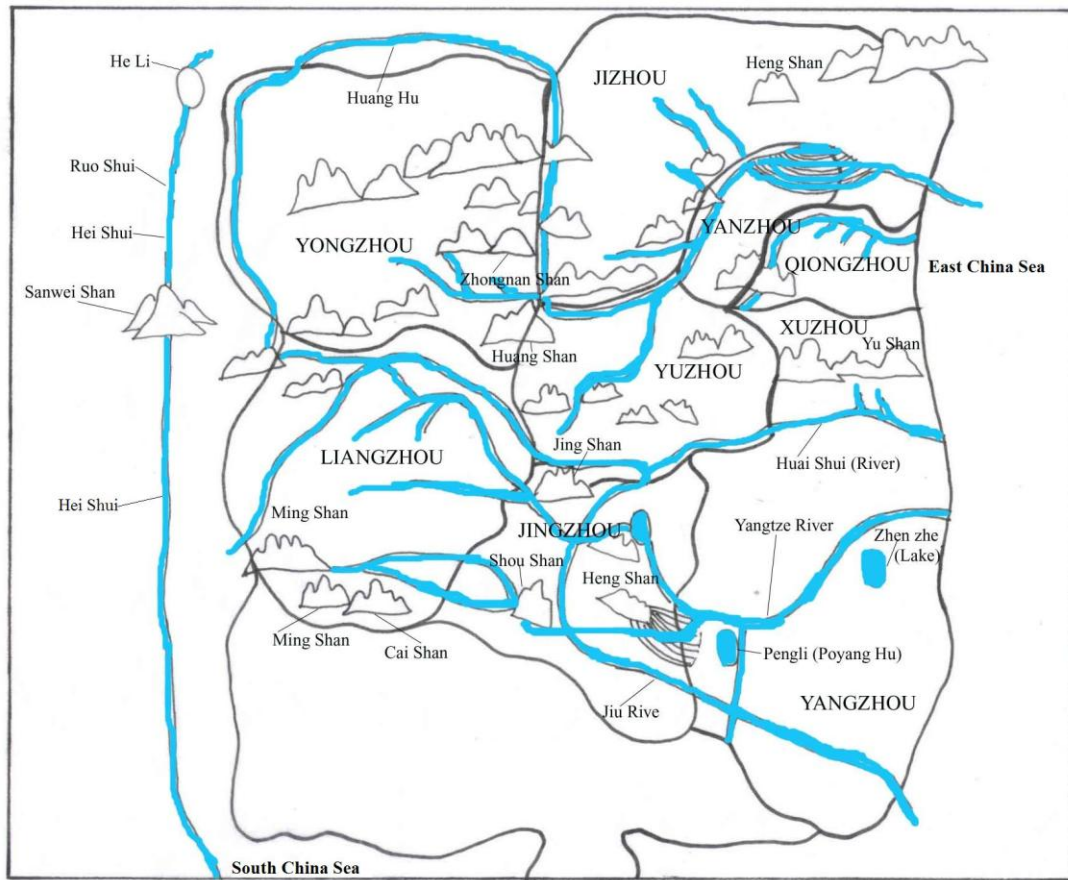 He Li
Heng Shan
JIZHOU
Huang Hu
Ruo Shui
Hei Shui
YONGZHOU
YANZHOU
Zhongnan Shan
QIONGZHOU
East China Sea
Sanwei Shan
XUZHOU
Yu Shan
Huang Shan
YUZHOU
Jing Shan
LIANGZHOU
Huai Shui (River)
Hei Shui
Ming Shan
JINGZHOU
Yangtze River
Zhen zhe
(Lake)
Shou Shan
Heng Shan
Ming Shan
Cai Shan
Pengli (Poyang Hu)
YANGZHOU
Jiu Rive
South China Sea